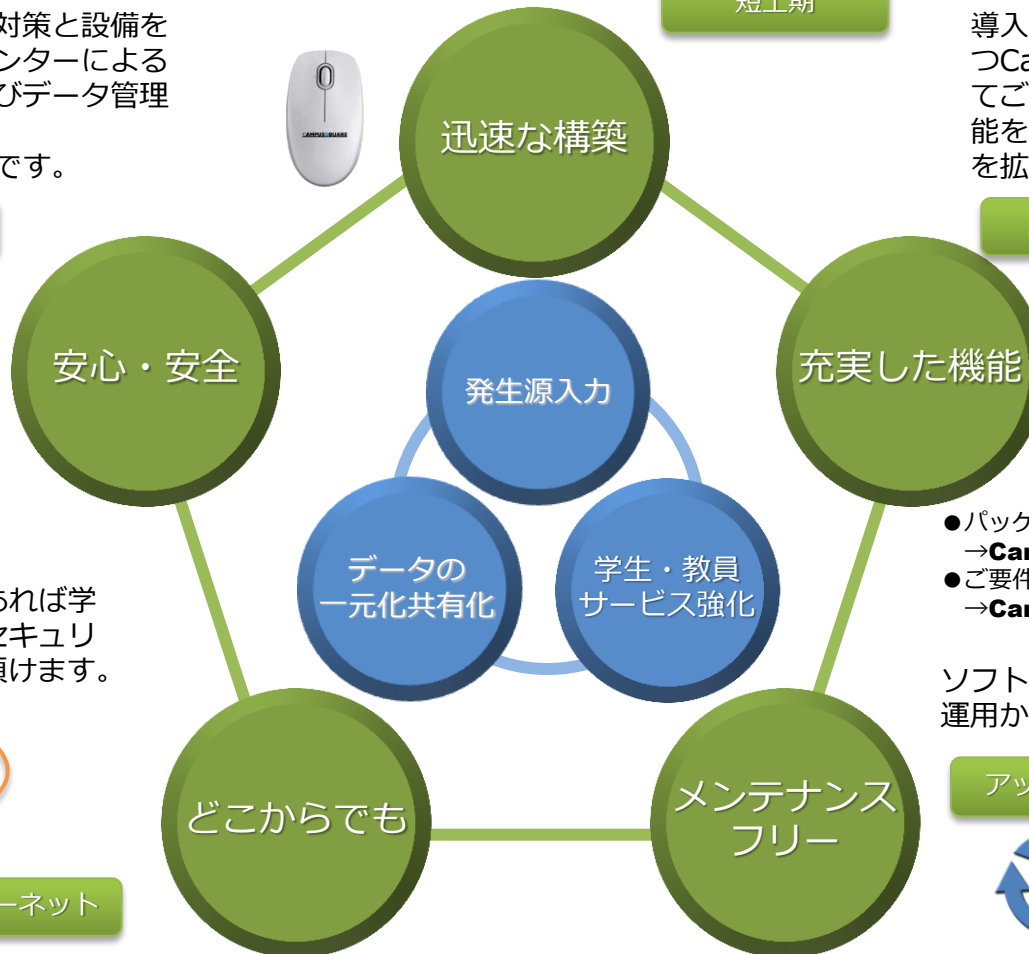 対策と設備を
ンターによる
びデータ管理
です。
短工期
導入
つCa
てご
能を
を拡
CAMPUSSQUARE
迅速な構築
安心・安全
充実した機能
発生源入力
データの
一元化共有化
学生・教員
サービス強化
●パッケ
→Car
●ご要件
→Car
あれば学
セキュリ
頂けます。
ソフト
運用か
アッ
どこからでも
メンテナンス
フリー
ーネット